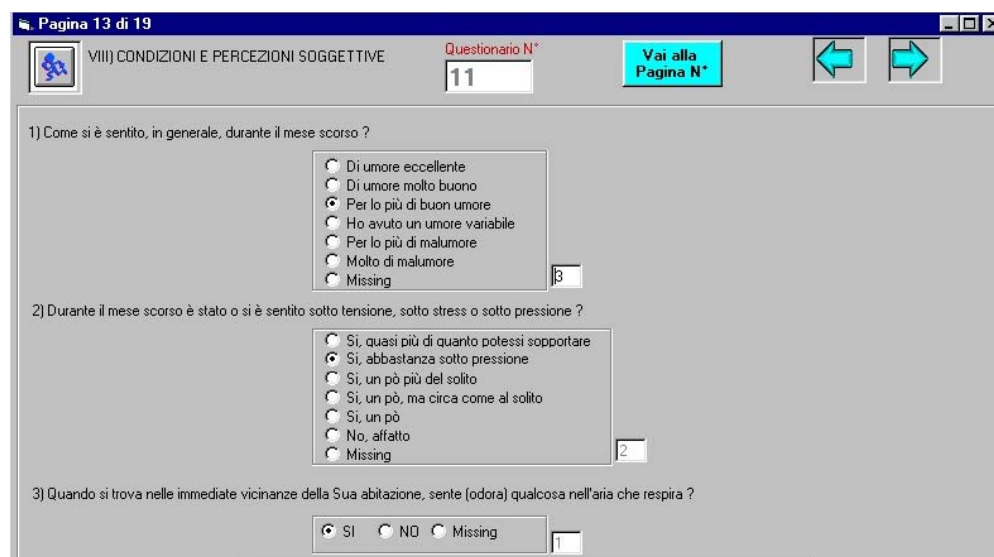 Pagina 13 di 19
VIII) CONDIZIONI E PERCEZIONI SOGGETTIVE
Questionario N°
11
Vai alla
Pagina N°
1) Come si è sentito, in generale, durante il mese scorso ?
Di umore eccellente
Di umore molto buono
Per lo più di buon umore
Ho avuto un umore variabile
Per lo più di malumore
Molto di malumore
Missing
3
2) Durante il mese scorso è stato o si è sentito sotto tensione, sotto stress o sotto pressione ?
Si, quasi più di quanto potessi sopportare
Si, abbastanza sotto pressione
Si, un pò più del solito
Si, un pò, ma circa come al solito
Si, un pò
No, affatto
Missing
2
3) Quando si trova nelle immediate vicinanze della Sua abitazione, sente (odora) qualcosa nell'aria che respira ?
SI NO Missing
1